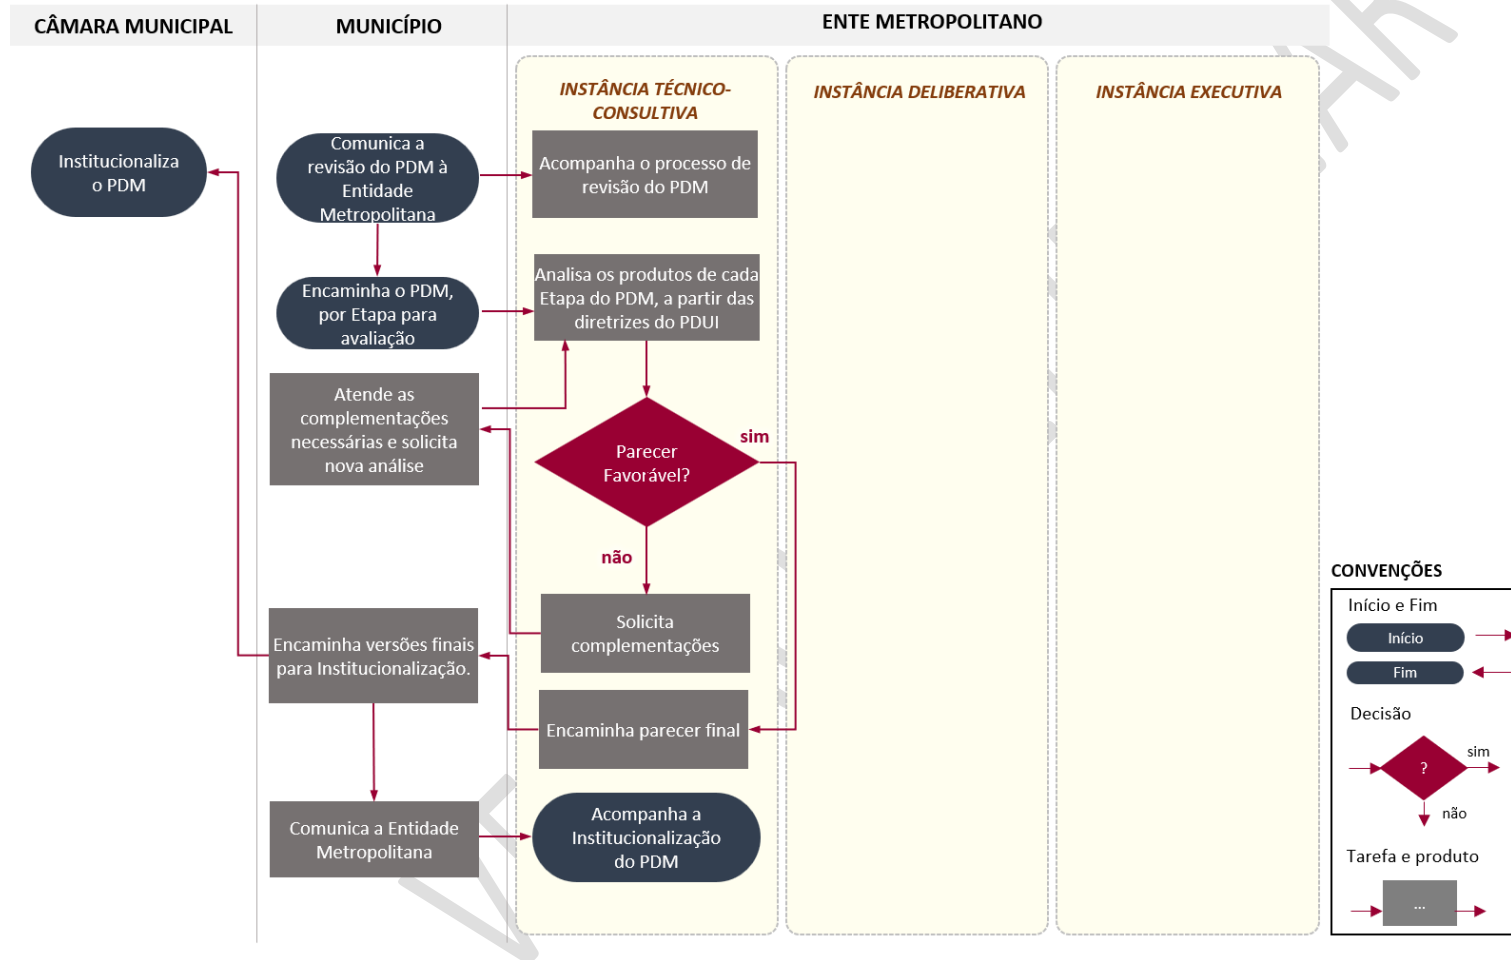 CÂMARA MUNICIPAL
MUNICÍPIO
ENTE METROPOLITANO
INSTÂNCIA TÉCNICO-
CONSULTIVA
INSTÂNCIA DELIBERATIVA
INSTÂNCIA EXECUTIVA
Institucionaliza
o PDM
Comunica a
revisão do PDM à
Entidade
Metropolitana
Acompanha o processo de
revisão do PDM
Encaminha o PDM,
por Etapa para
avaliação
Analisa os produtos de cada
Etapa do PDM, a partir das
diretrizes do PDUI
Atende as
complementações
necessárias e solicita
nova análise
Parecer
Favorável?
sim
não
Solicita
complementações
Encaminha versões finais
para Institucionalização.
Encaminha parecer final
Comunica a Entidade
Metropolitana
Acompanha a
Institucionalização
do PDM
CONVENÇÕES
Início e Fim
Início
Fim
Decisão
?
sim
não
Tarefa e produto
...